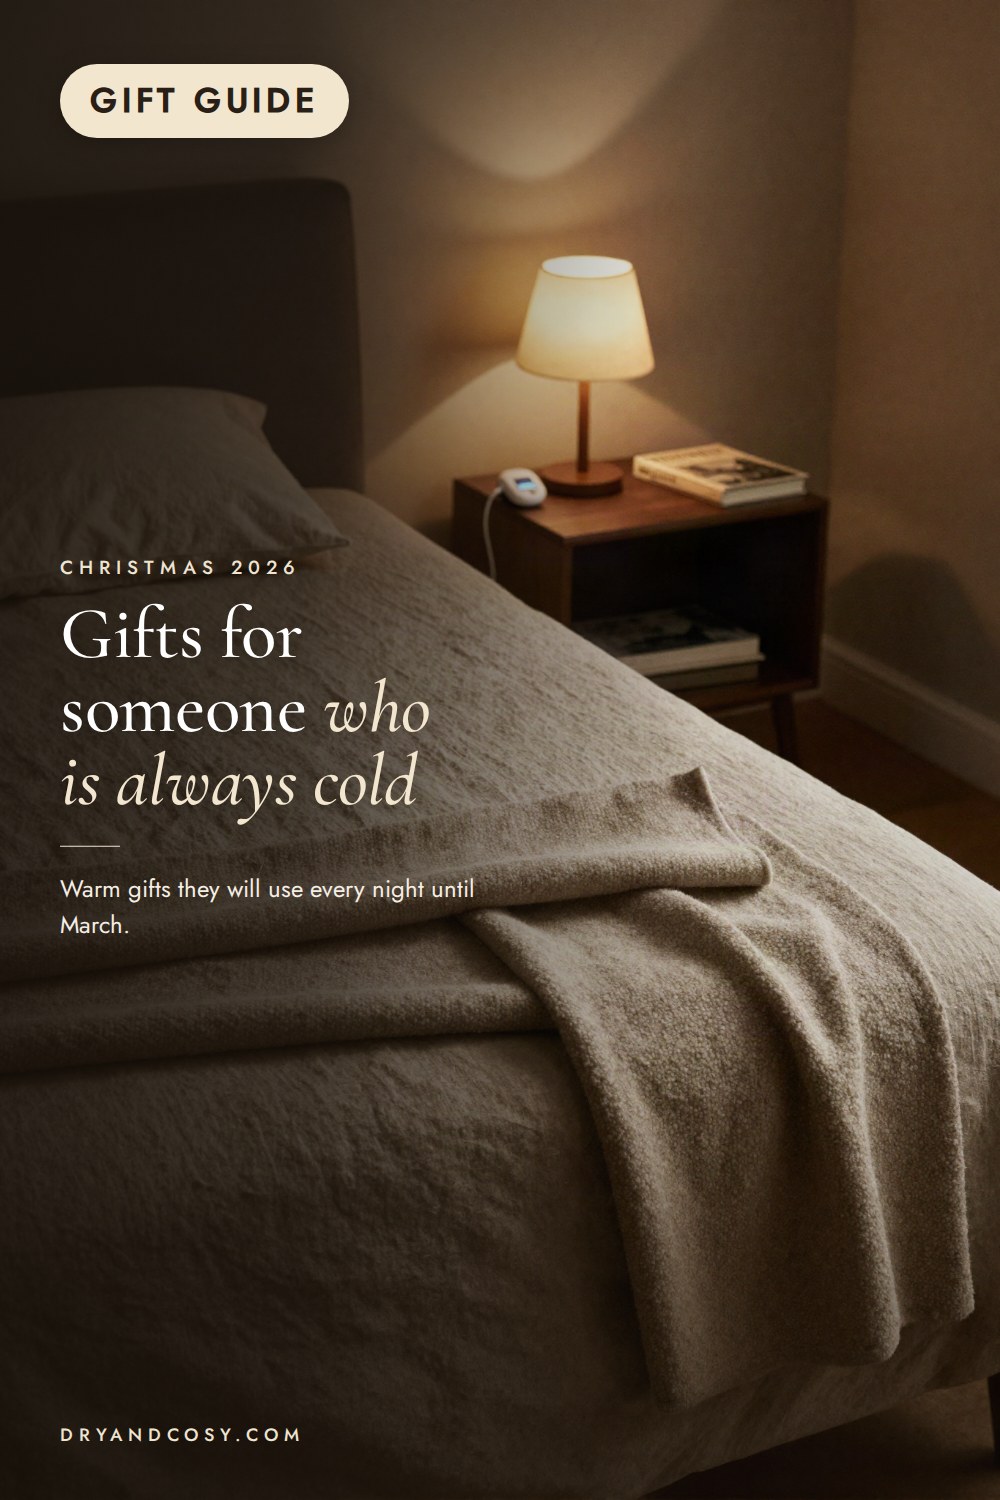 GIFT GUIDE
CHRISTMAS 2026
Gifts for
someone who
is always cold
Warm gifts they will use every night until
March.
DRYANDCOSY.COM